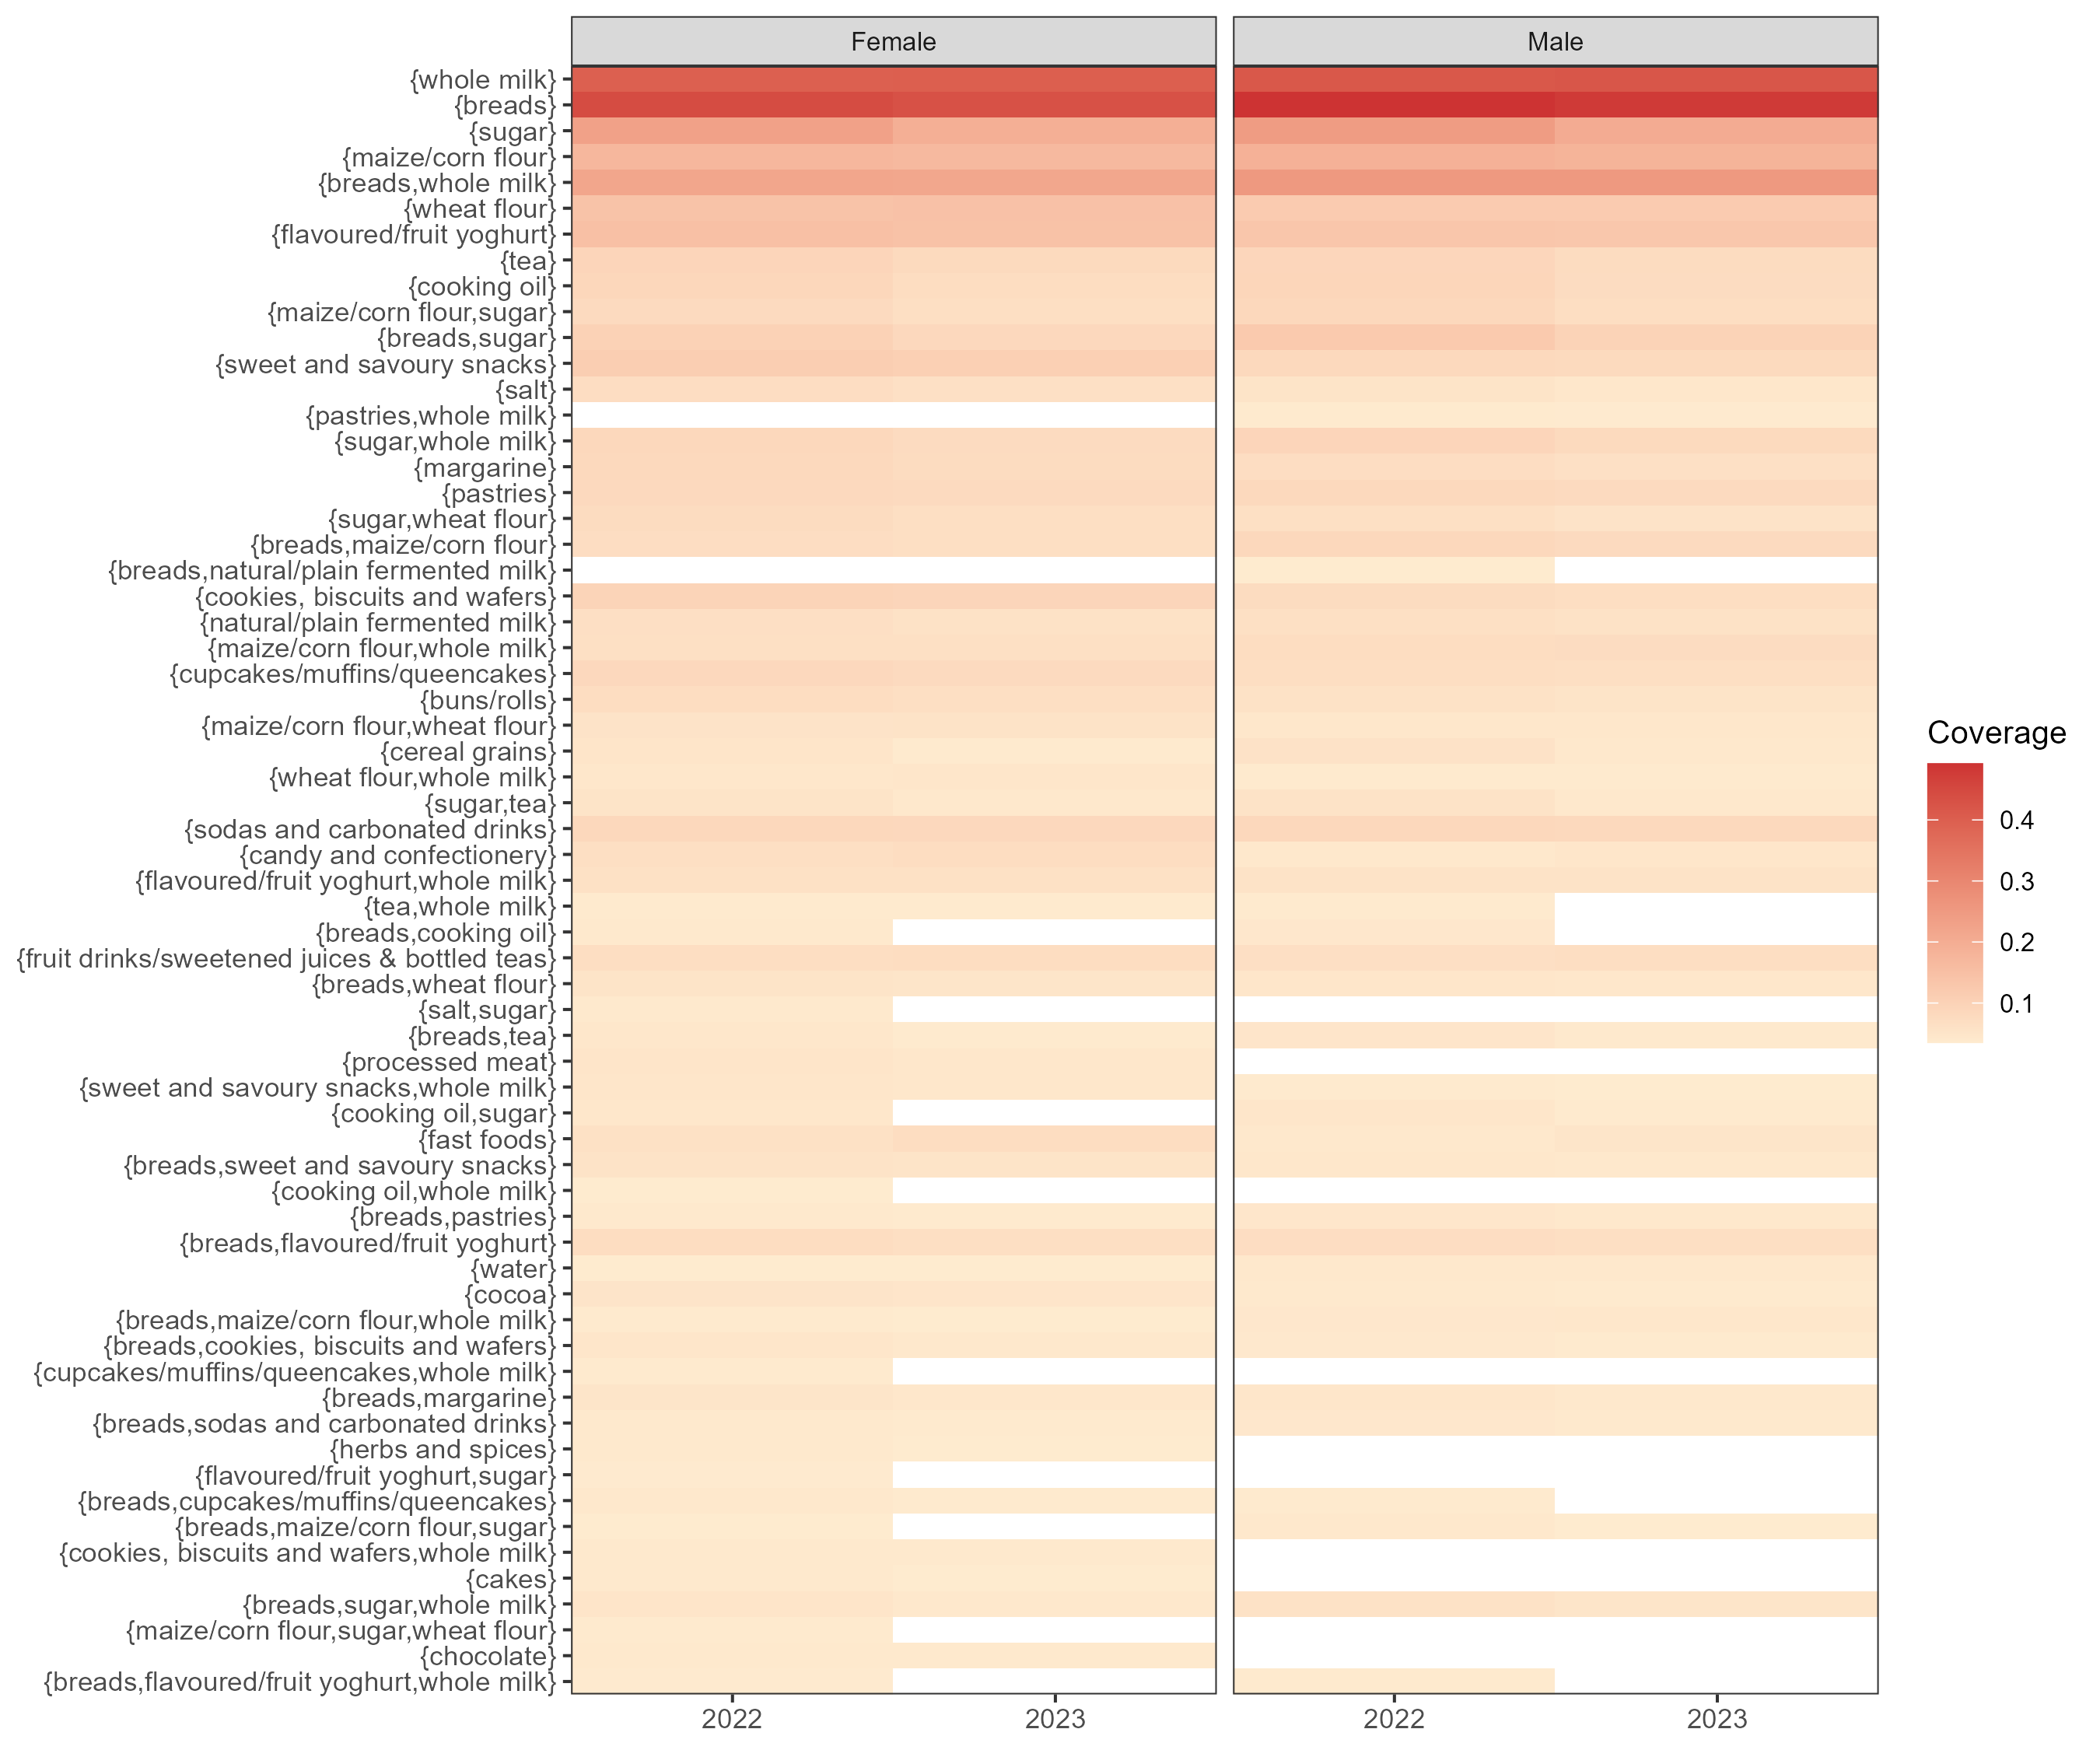 Female
Male
{whole milk}
{breads}
{sugar}
{maize/corn flour}
{breads,whole milk}
{wheat flour}
{flavoured/fruit yoghurt}
{tea}
{cooking oil}
{maize/corn flour,sugar}
{breads,sugar}
{sweet and savoury snacks}
{salt}
{pastries,whole milk}
{sugar,whole milk}
{margarine}
{pastries}
{sugar,wheat flour}
{breads,maize/corn flour}
{breads,natural/plain fermented milk}
{cookies, biscuits and wafers}
{natural/plain fermented milk}
{maize/corn flour,whole milk}
{cupcakes/muffins/queencakes}
{buns/rolls}
{maize/corn flour,wheat flour}
{cereal grains}
{wheat flour,whole milk}
{sugar,tea}
{sodas and carbonated drinks}
{candy and confectionery}
{flavoured/fruit yoghurt,whole milk}
{tea,whole milk}
{breads,cooking oil}
{fruit drinks/sweetened juices & bottled teas}
{breads,wheat flour}
{salt,sugar}
{breads,tea}
{processed meat}
{sweet and savoury snacks,whole milk}
{cooking oil,sugar}
{fast foods}
{breads,sweet and savoury snacks}
{cooking oil,whole milk}
{breads,pastries}
{breads,flavoured/fruit yoghurt}
{water}
{cocoa}
{breads,maize/corn flour,whole milk}
{breads,cookies, biscuits and wafers}
{cupcakes/muffins/queencakes,whole milk}
{breads,margarine}
{breads,sodas and carbonated drinks}
{herbs and spices}
{flavoured/fruit yoghurt,sugar}
{breads,cupcakes/muffins/queencakes}
{breads,maize/corn flour,sugar}
{cookies, biscuits and wafers,whole milk}
{cakes}
{breads,sugar,whole milk}
{maize/corn flour,sugar,wheat flour}
{chocolate}
{breads,flavoured/fruit yoghurt,whole milk}
2022
2023
2022
2023
Coverage
0.4
0.3
0.2
0.1